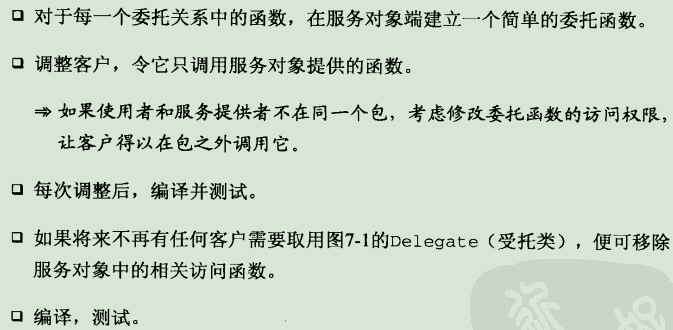 对于每一个委托关系中的函数，在服务对象端建立一个简单的委托函数。
调整客户，令它只调用服务对象提供的函数。
⇒ 如果使用者和服务提供者不在同一个包，考虑修改委托函数的访问权限，
让客户得以在包之外调用它。
每次调整后，编译并测试。
如果将来不再有任何客户需要取用图7-1的Delegate（受托类），便可移除
服务对象中的相关访问函数。
编译，测试。